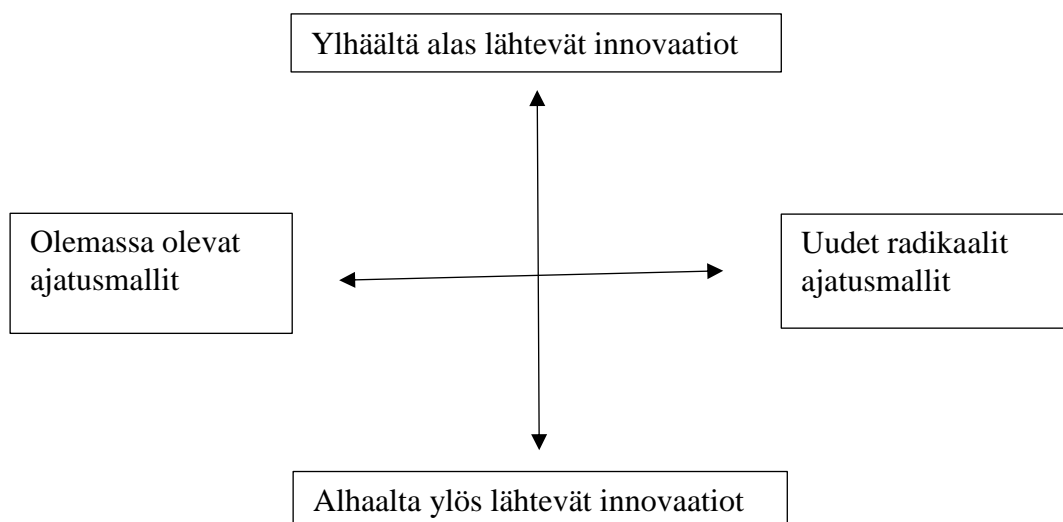 Ylhäältä alas lähtevät innovaatiot
Olemassa olevat
ajatusmallit
Uudet radikaalit
ajatusmallit
Alhaalta ylös lähtevät innovaatiot